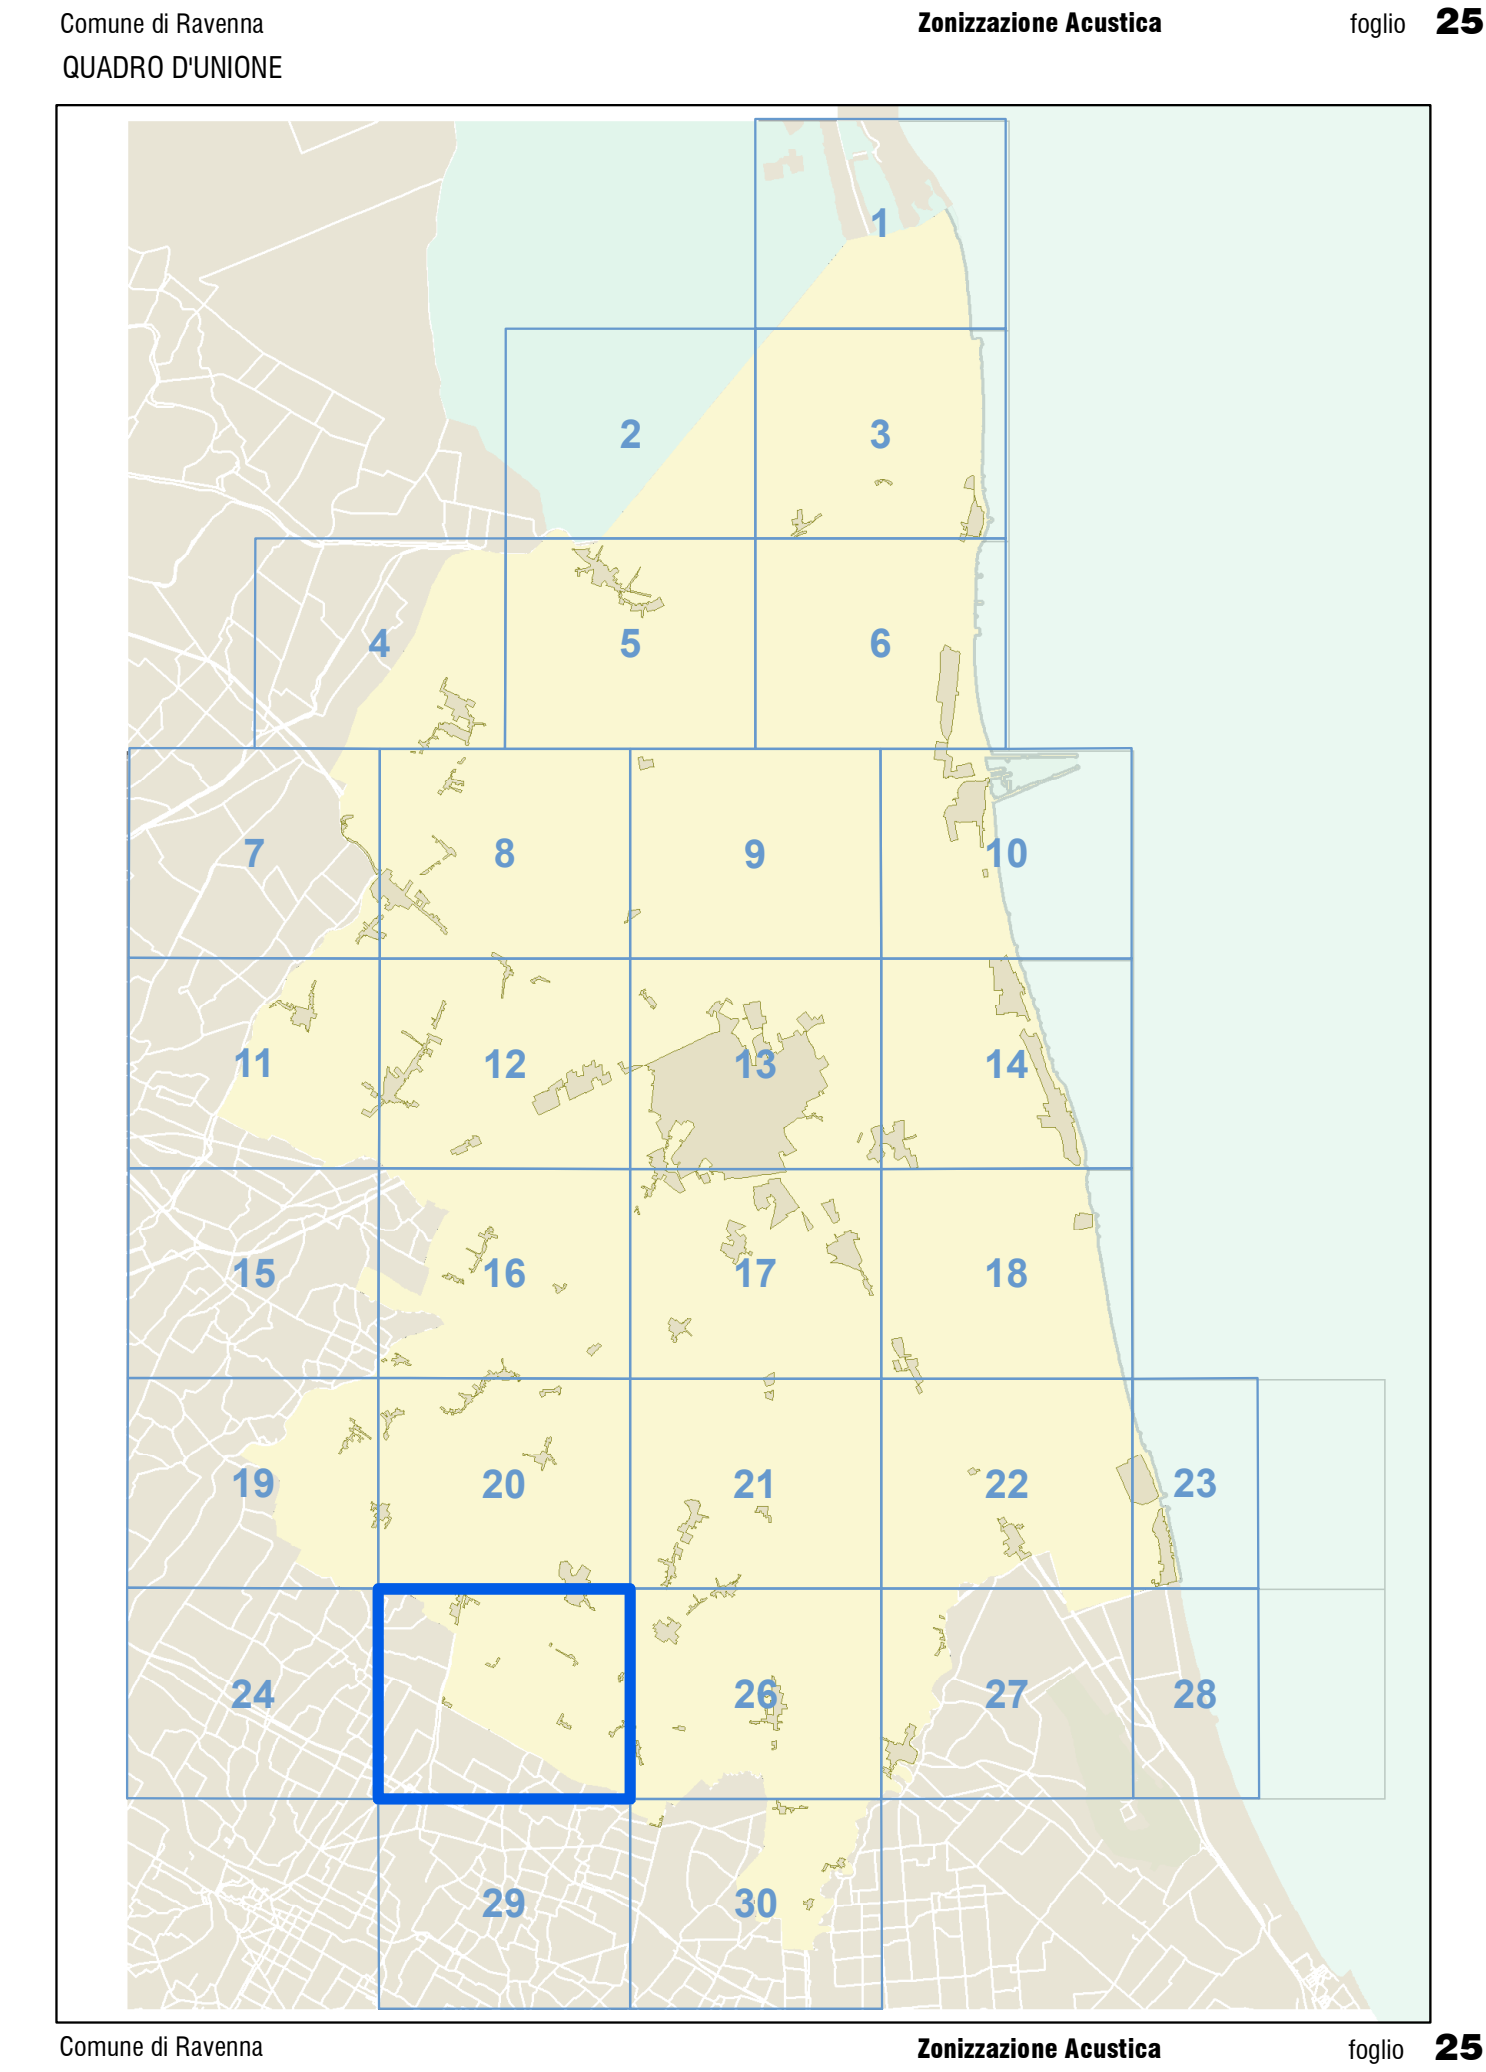 Comune di Ravenna Zonizzazione Acustica foglio 25
QUADRO D'UNIONE
1
2 3
4 5 6
7 8 9 10
11 12 13 14
15 16 17 18
19 20 21 22 23
24 26 27 28
29 30
Comune di Ravenna Zonizzazione Acustica foglio 25